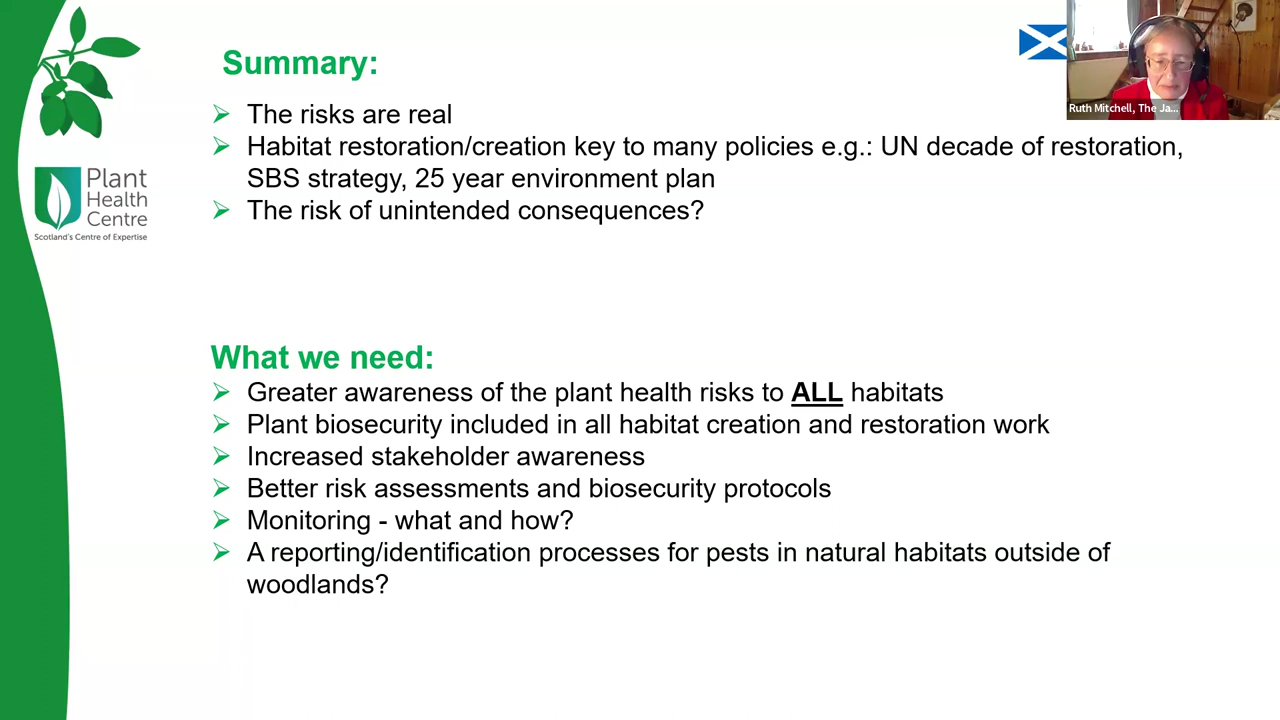 Summary:
The risks are real
Habitat restoration/creation key to many policies e.g.: UN decade of restoration,
SBS strategy, 25 year environment plan
The risk of unintended consequences?
Plant
Health
Centre
Scotland's Centre of Expertise
Ruth Mitchell, The Ja...
What we need:
Greater awareness of the plant health risks to ALL habitats
Plant biosecurity included in all habitat creation and restoration work
Increased stakeholder awareness
Better risk assessments and biosecurity protocols
Monitoring - what and how?
A reporting/identification processes for pests in natural habitats outside of
woodlands?